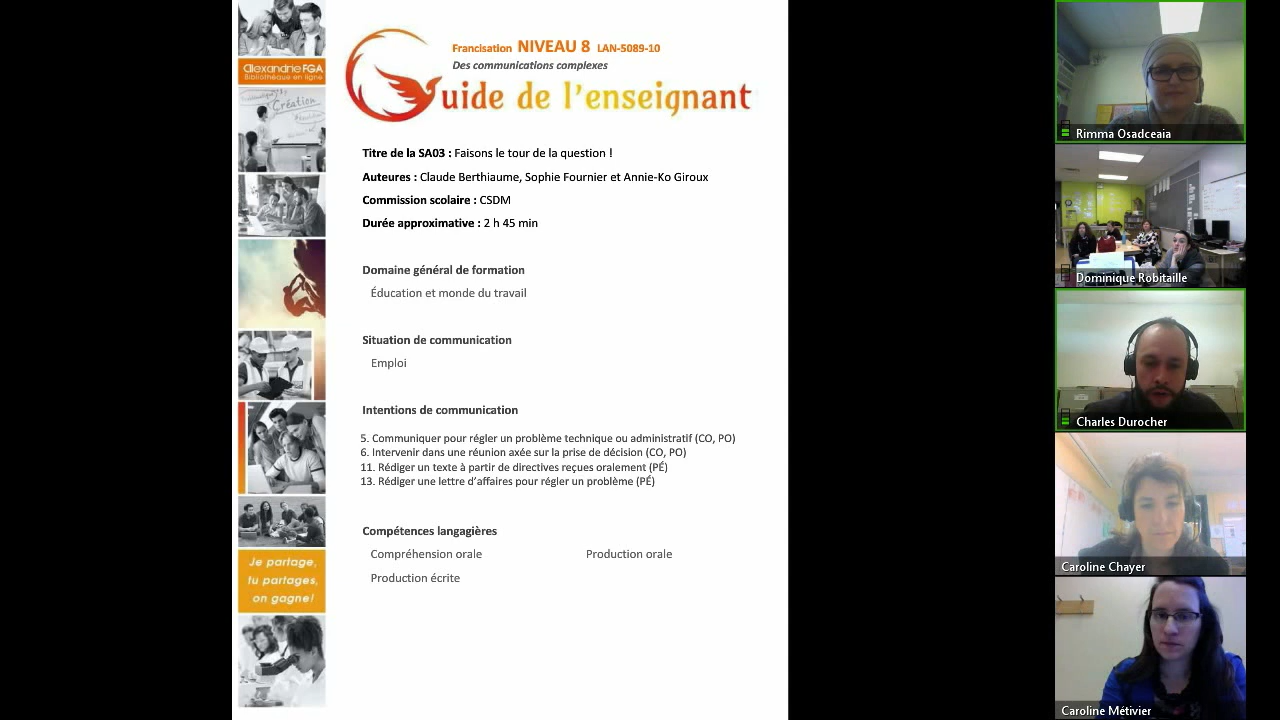 AlexandrieFGA
Bibliothèque en ligne
Création
Je partage,
tu partages,
on gagne!
Francisation NIVEAU 8 LAN-5089-10
Des communications complexes
Guide de l'enseignant
Titre de la SA03 : Faisons le tour de la question !
Auteures : Claude Berthiaume, Sophie Fournier et Annie-Ko Giroux
Commission scolaire : CSDM
Durée approximative : 2 h 45 min
Domaine général de formation
Éducation et monde du travail
Situation de communication
Emploi
Intentions de communication
5. Communiquer pour régler un problème technique ou administratif (CO, PO)
6. Intervenir dans une réunion axée sur la prise de décision (CO, PO)
11. Rédiger un texte à partir de directives reçues oralement (PÉ)
13. Rédiger une lettre d'affaires pour régler un problème (PÉ)
Compétences langagières
Compréhension orale Production orale
Production écrite
Rimma Osadceaia
Dominique Robitaille
Charles Durocher
Caroline Chayer
Caroline Métivier